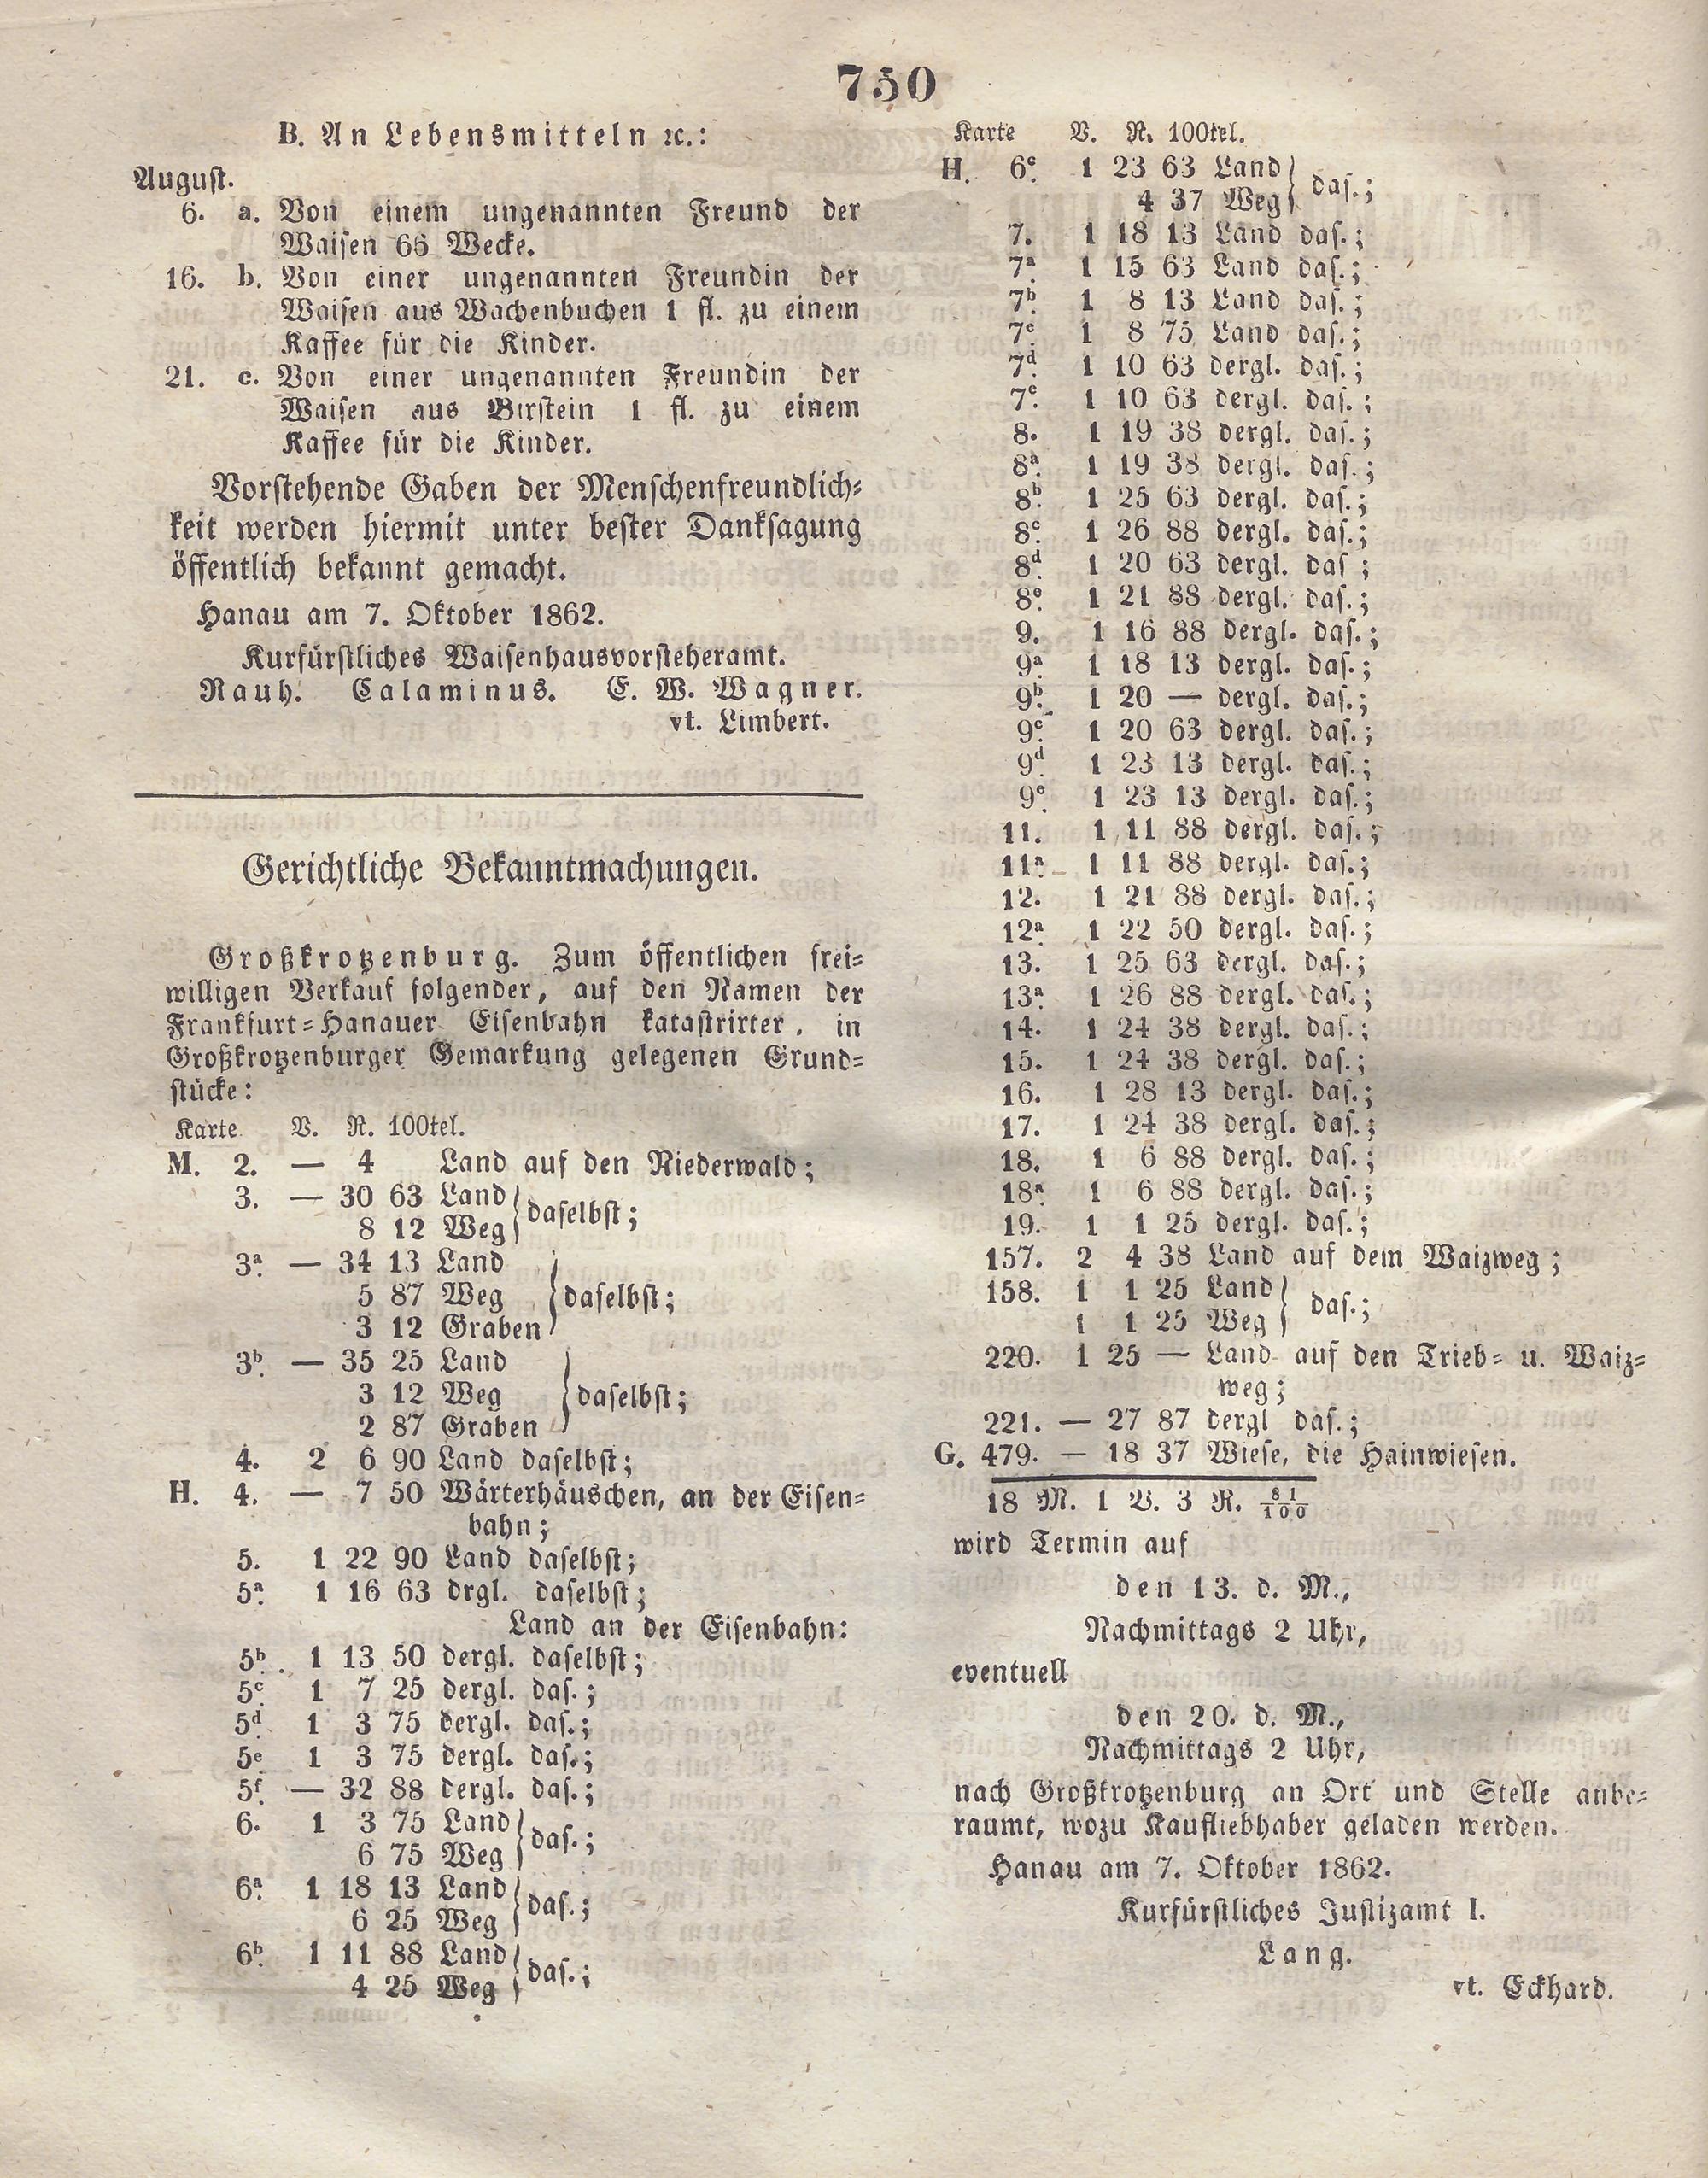 750
B. An Lebensmitteln ꝛc.:
August.
6. a. Von einem ungenannten Freund der
Waisen 66 Wecke.
16. b. Von einer ungenannten Freundin der
Waisen aus Wachenbuchen 1 fl. zu einem
Kaffee für die Kinder.
21. c. Von einer ungenannten Freundin der
Waisen aus Birstein 1 fl. zu einem
Kaffee für die Kinder.
Vorstehende Gaben der Menschenfreundlich-
keit werden hiermit unter bester Danksagung
öffentlich bekannt gemacht.
Hanau am 7. Oktober 1862.
Kurfürstliches Waisenhausvorsteheramt.
Rauh. Calaminus. E. W. Wagner.
vt. Limbert.
Gerichtliche Bekanntmachungen.
Großkrotzenburg. Zum öffentlichen frei-
willigen Verkauf folgender, auf den Namen der
Frankfurt-Hanauer Eisenbahn katastrirter, in
Großkrotzenburger Gemarkung gelegenen Grund-
stücke:
Karte V. R. 100tel.
M. 2. — 4 Land auf den Niederwald;
3. — 30 63 Land
8 12 Weg } daselbst;
3a. — 34 13 Land
5 87 Weg } daselbst;
3 12 Graben
3b. — 35 25 Land
3 12 Weg } daselbst;
2 87 Graben
4. 2 6 90 Land daselbst;
H. 4. — 7 50 Wärterhäuschen, an der Eisen-
bahn;
5. 1 22 90 Land daselbst;
5a. 1 16 63 drgl. daselbst;
Land an der Eisenbahn:
5b. 1 13 50 dergl. daselbst;
5c. 1 7 25 dergl. das.;
5d. 1 3 75 dergl. das.;
5e. 1 3 75 dergl. das.;
5f. — 32 88 dergl. das.;
6. 1 3 75 Land
6 75 Weg } das.;
6a. 1 18 13 Land
6 25 Weg } das.;
6b. 1 11 88 Land
4 25 Weg } das.;
Karte V. R. 100tel.
H. 6c. 1 23 63 Land
4 37 Weg } das.;
7. 1 18 13 Land das.;
7a. 1 15 63 Land das.;
7b. 1 8 13 Land das.;
7c. 1 8 75 Land das.;
7d. 1 10 63 dergl. das.;
7e. 1 10 63 dergl. das.;
8. 1 19 38 dergl. das.;
8a. 1 19 38 dergl. das.;
8b. 1 25 63 dergl. das.;
8c. 1 26 88 dergl. das.;
8d. 1 20 63 dergl. das ;
8e. 1 21 88 dergl. das.;
9. 1 16 88 dergl. das.;
9a. 1 18 13 dergl. das.;
9b. 1 20 — dergl. das.;
9c. 1 20 63 dergl. das.;
9d. 1 23 13 dergl. das.;
9e. 1 23 13 dergl. das.;
11. 1 11 88 dergl. das.;
11a. 1 11 88 dergl. das.;
12. 1 21 88 dergl. das.;
12a. 1 22 50 dergl. das.;
13. 1 25 63 dergl. das.;
13a. 1 26 88 dergl. das.;
14. 1 24 38 dergl. das.;
15. 1 24 38 dergl. das.;
16. 1 28 13 dergl. das.;
17. 1 24 38 dergl. das.;
18. 1 6 88 dergl. das.;
18a. 1 6 88 dergl. das.;
19. 1 1 25 dergl. das.;
157. 2 4 38 Land auf dem Waizweg;
158. 1 1 25 Land
1 1 25 Weg } das.;
220. 1 25 — Land auf den Trieb- u. Waiz-
weg;
221. — 27 87 dergl das.;
G. 479. — 18 37 Wiese, die Hainwiesen.
18 M. 1 V. 3 R. 81/100
wird Termin auf
den 13. d. M.,
Nachmittags 2 Uhr,
eventuell
den 20. d. M.,
Nachmittags 2 Uhr,
nach Großkrotzenburg an Ort und Stelle anbe-
raumt, wozu Kaufliebhaber geladen werden.
Hanau am 7. Oktober 1862.
Kurfürstliches Justizamt I.
Lang.
vt. Eckhard.